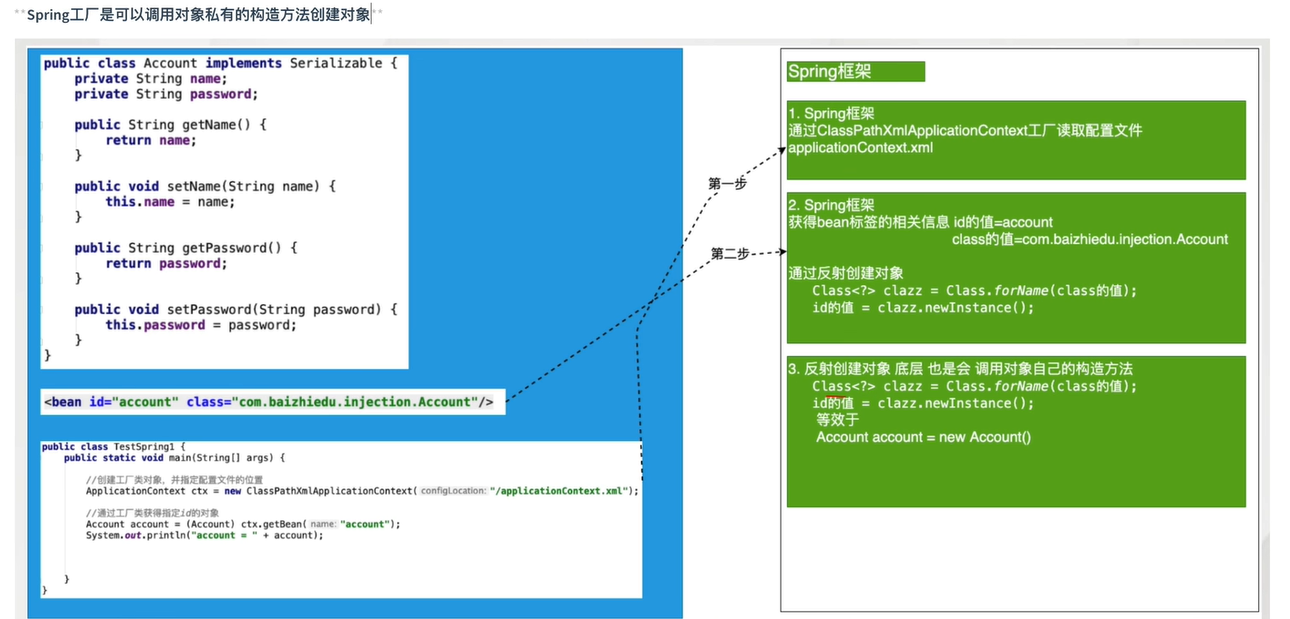 **Spring工厂是可以调用对象私有的构造方法创建对象**
public class Account implements Serializable {
private String name;
private String password;
public String getName() {
return name;
}
public void setName(String name) {
this.name = name;
}
public String getPassword() {
return password;
}
public void setPassword(String password) {
this.password = password;
}
}
<bean id="account" class="com.baizhiedu.injection.Account"/>
public class TestSpring1 {
public static void main(String[] args) {
//创建工厂类对象，并指定配置文件的位置
ApplicationContext ctx = new ClassPathXmlApplicationContext( configLocation: "/applicationContext.xml");
//通过工厂类获得指定id的对象
Account account = (Account) ctx.getBean( name: "account");
System.out.println("account = " + account);
}
}
第一步
第二步
Spring框架
1. Spring框架
通过ClassPathXmlApplicationContext工厂读取配置文件
applicationContext.xml
2. Spring框架
获得bean标签的相关信息 id的值=account
class的值=com.baizhiedu.injection.Account
通过反射创建对象
Class<?> clazz = Class.forName(class的值);
id的值 = clazz.newInstance();
3. 反射创建对象 底层 也是会 调用对象自己的构造方法
Class<?> clazz = Class.forName(class的值);
id的值 = clazz.newInstance();
等效于
Account account = new Account()